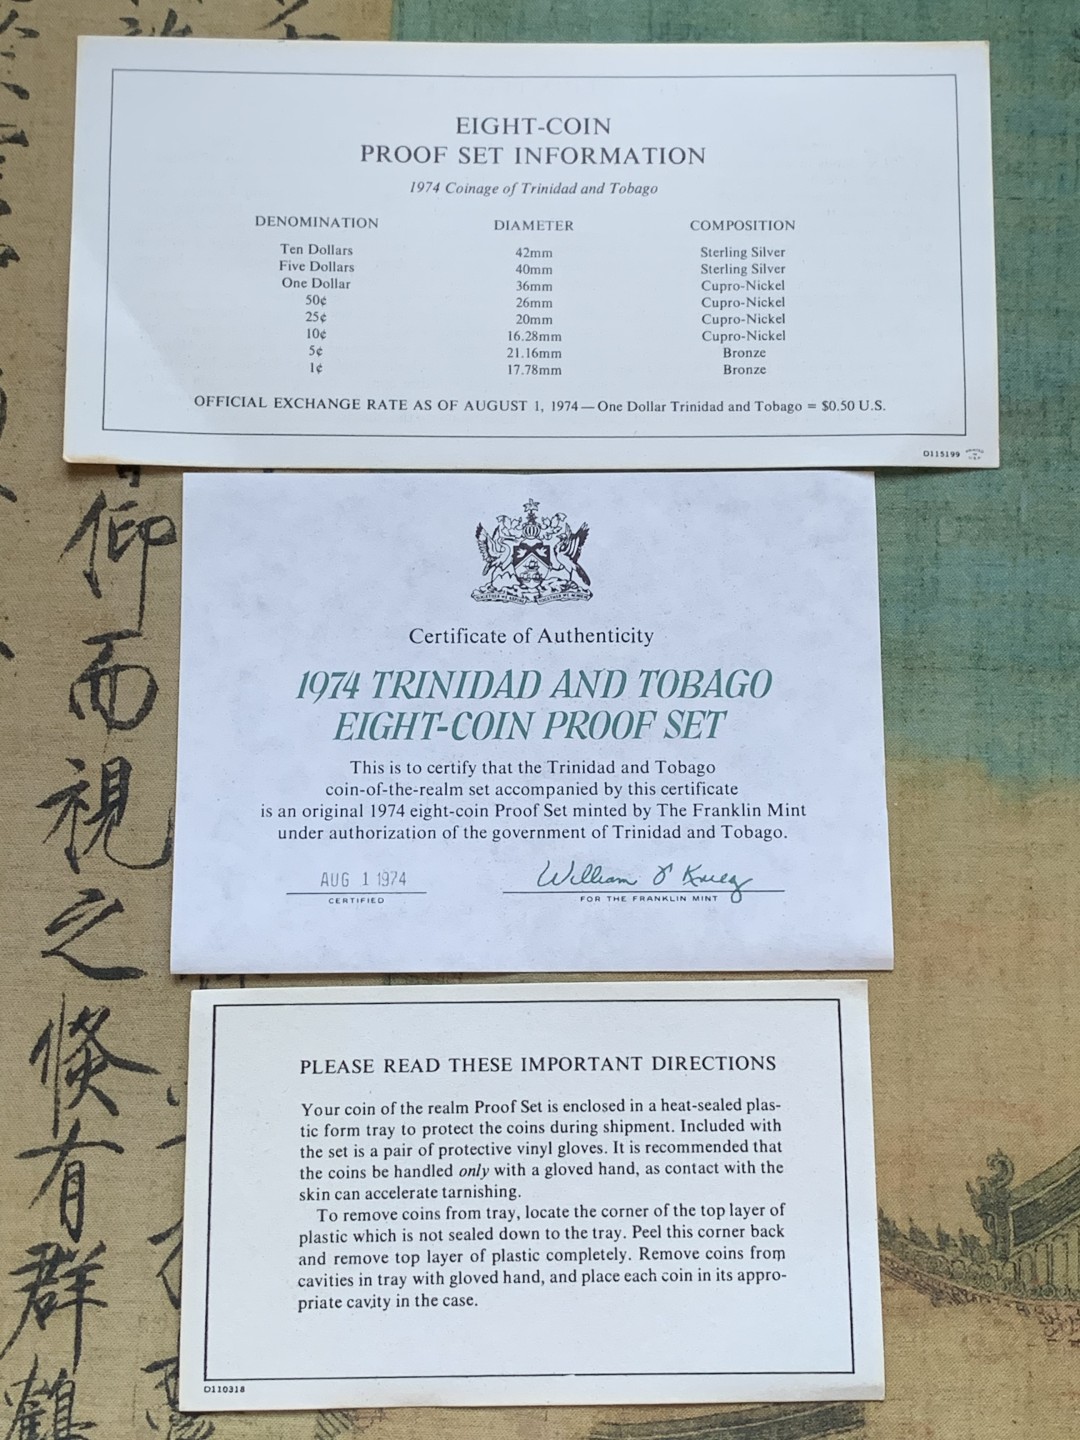 EIGHT-COIN
PROOF SET INFORMATION
1974 Coinage of Trinidad and Tobago
DENOMINATION DIAMETER COMPOSITION
Ten Dollars 42mm Sterling Silver
Five Dollars 40mm Sterling Silver
One Dollar 36mm Cupro-Nickel
50¢ 26mm Cupro-Nickel
25¢ 20mm Cupro-Nickel
10¢ 16.28mm Cupro-Nickel
5¢ 21.16mm Bronze
1¢ 17.78mm Bronze
OFFICIAL EXCHANGE RATE AS OF AUGUST 1, 1974—One Dollar Trinidad and Tobago = $0.50 U.S.
D115199
Certificate of Authenticity
1974 TRINIDAD AND TOBAGO
EIGHT-COIN PROOF SET
This is to certify that the Trinidad and Tobago
coin-of-the-realm set accompanied by this certificate
is an original 1974 eight-coin Proof Set minted by The Franklin Mint
under authorization of the government of Trinidad and Tobago.
AUG 1 1974
CERTIFIED
William
FOR THE FRANKLIN MINT
PLEASE READ THESE IMPORTANT DIRECTIONS
Your coin of the realm Proof Set is enclosed in a heat-sealed plas-
tic form tray to protect the coins during shipment. Included with
the set is a pair of protective vinyl gloves. It is recommended that
the coins be handled only with a gloved hand, as contact with the
skin can accelerate tarnishing.
To remove coins from tray, locate the corner of the top layer of
plastic which is not sealed down to the tray. Peel this corner back
and remove top layer of plastic completely. Remove coins from
cavities in tray with gloved hand, and place each coin in its appro-
priate cavity in the case.
D110318
仰而視之倏有群鶴